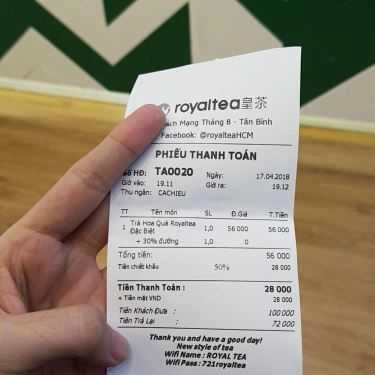 royaltea皇茶
ách Mạng Tháng 8 - Tân Bình
Facebook: @royalteaHCM
PHIẾU THANH TOÁN
Số HĐ: TA0020 Ngày: 17.04.2018
Giờ vào: 19.11 Giờ ra: 19.12
Thu ngân: CACHIEU
TT Tên món SL Đ.Giá T.Tiền
1 Trà Hoa Quả Royaltea Đặc Biệt 1,0 56 000 56 000
+ 30% đường 1,0 0
Tổng tiền: 56 000
Tiền chiết khấu 50% 28 000
Tiền Thanh Toán : 28 000
+ Tiền mặt VND 28 000
Tiền Khách Đưa : 100 000
Tiền Trả Lại : 72 000
Thank you and have a good day!
New style of tea
Wifi Name : ROYAL TEA
Wifi Pass : 721royaltea